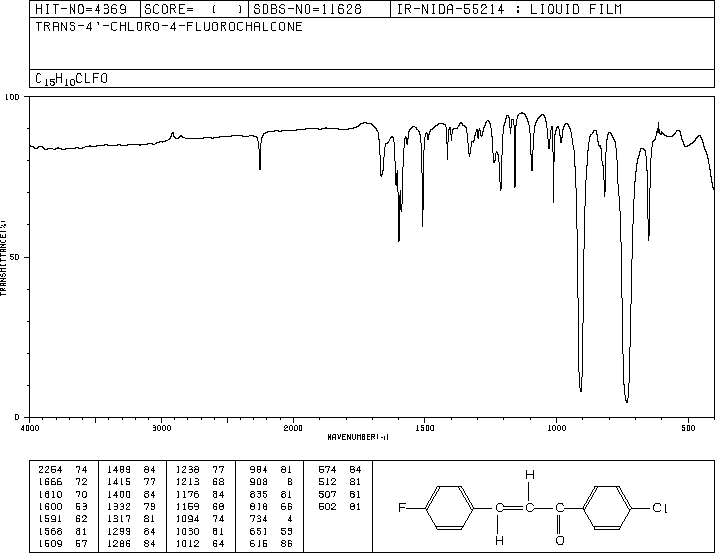 HIT-NO=4369 SCORE= ( ) SDBS-NO=11628 IR-NIDA-55214 : LIQUID FILM
TRANS-4'-CHLORO-4-FLUOROCHALCONE
C15H10CLFO
100
50
0
TRANSMITTANCE(%)
4000 3000 2000 1500 1000 500
WAVENUMBER(-1)
2254 74 1489 84 1238 77 984 81 574 84
1666 72 1415 77 1213 68 908 8 512 81
1610 70 1400 84 1176 84 835 81 507 81
1600 53 1332 79 1159 68 818 66 502 81
1591 62 1317 81 1094 74 734 4
1568 81 1299 84 1030 81 651 53
1509 57 1286 84 1012 64 616 86
H
F C C Cl
H O